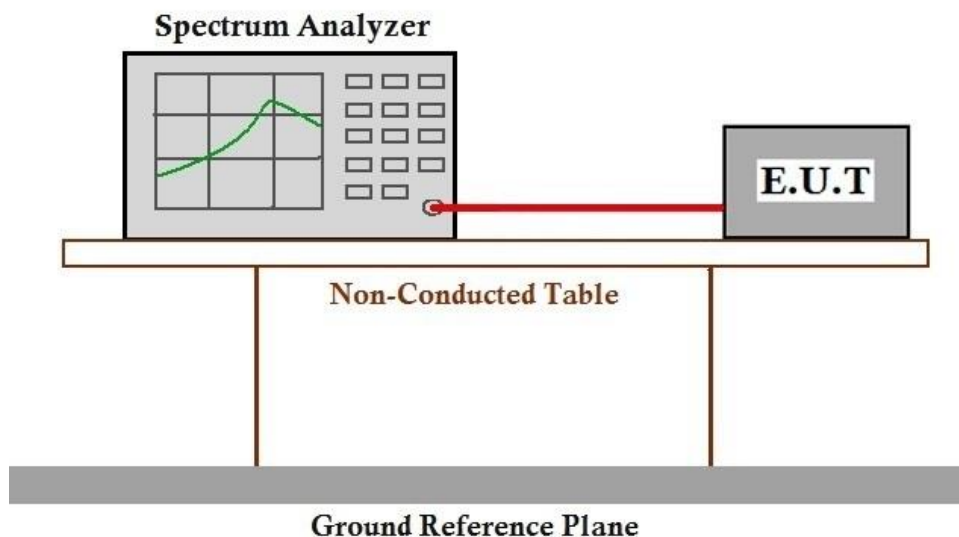 Spectrum Analyzer
E.U.T
Non-Conducted Table
Ground Reference Plane